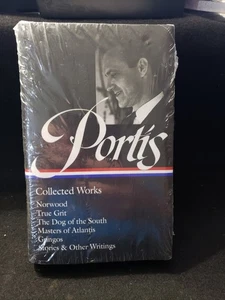 Portis
Collected Works
Norwood
True Grit
The Dog of the South
Masters of Atlantis
Gringos
Stories & Other Writings